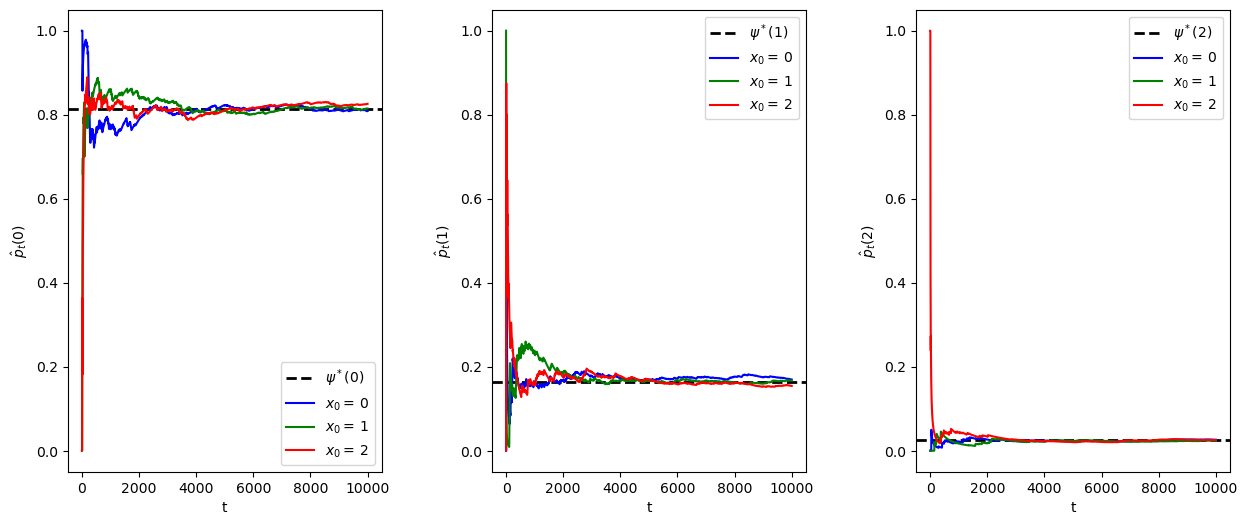 1.0
0.8
0.6
0.4
0.2
0.0
p̂ₜ(0)
0 2000 4000 6000 8000 10000
t
ψ*(0)
x₀ = 0
x₀ = 1
x₀ = 2
1.0
0.8
0.6
0.4
0.2
0.0
p̂ₜ(1)
0 2000 4000 6000 8000 10000
t
ψ*(1)
x₀ = 0
x₀ = 1
x₀ = 2
1.0
0.8
0.6
0.4
0.2
0.0
p̂ₜ(2)
0 2000 4000 6000 8000 10000
t
ψ*(2)
x₀ = 0
x₀ = 1
x₀ = 2